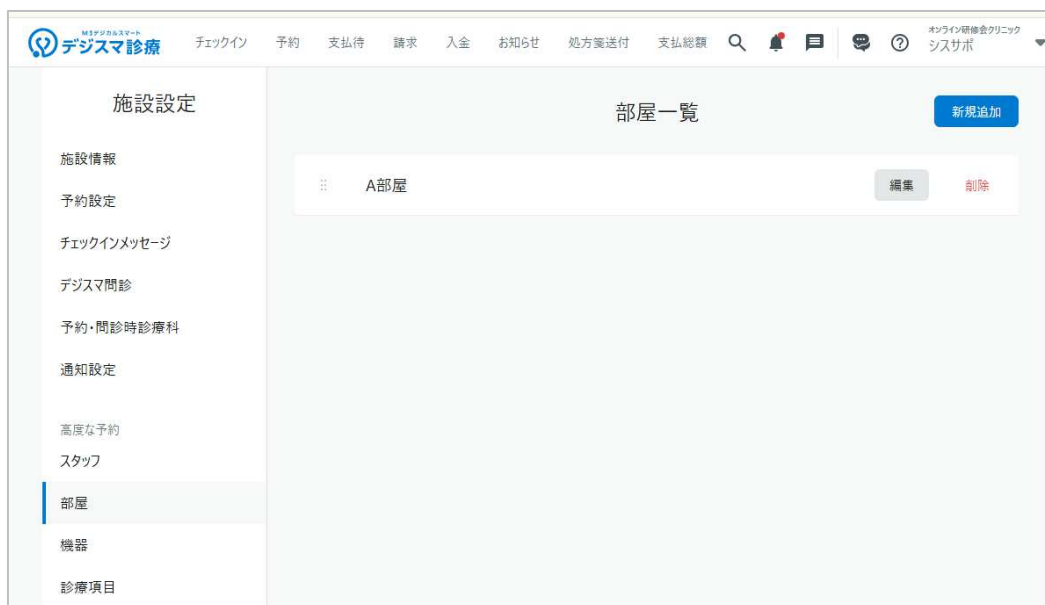 M3デジカルスマート
デジスマ診療
チェックイン 予約 支払待 請求 入金 お知らせ 処方箋送付 支払総額
オンライン研修会クリニック
シスサポ
施設設定
施設情報
予約設定
チェックインメッセージ
デジスマ問診
予約・問診時診療科
通知設定
高度な予約
スタッフ
部屋
機器
診療項目
部屋一覧
新規追加
A部屋
編集
削除